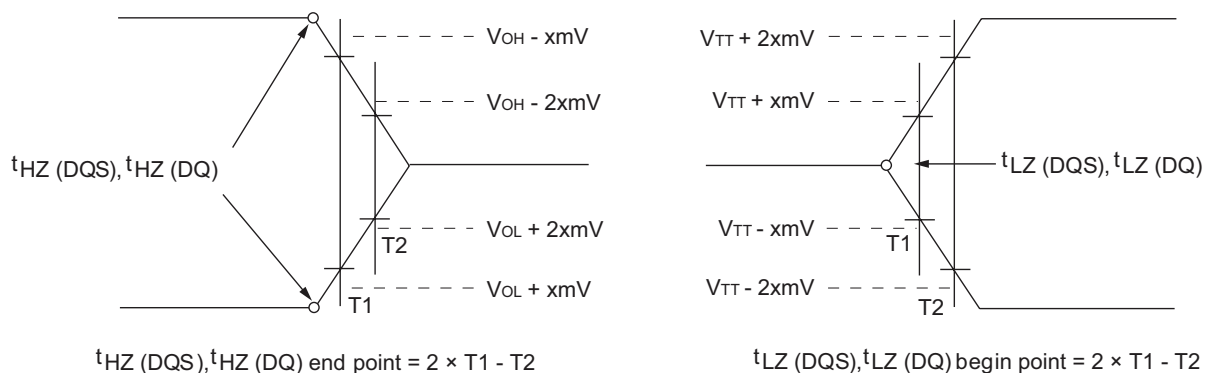 VOH - xmV
VTT + 2xmV
VOH - 2xmV
VTT + xmV
tHZ (DQS), tHZ (DQ)
tLZ (DQS), tLZ (DQ)
VOL + 2xmV
VTT - xmV
T2
T1
VOL + xmV
VTT - 2xmV
T1
T2
tHZ (DQS), tHZ (DQ) end point = 2 × T1 - T2
tLZ (DQS), tLZ (DQ) begin point = 2 × T1 - T2